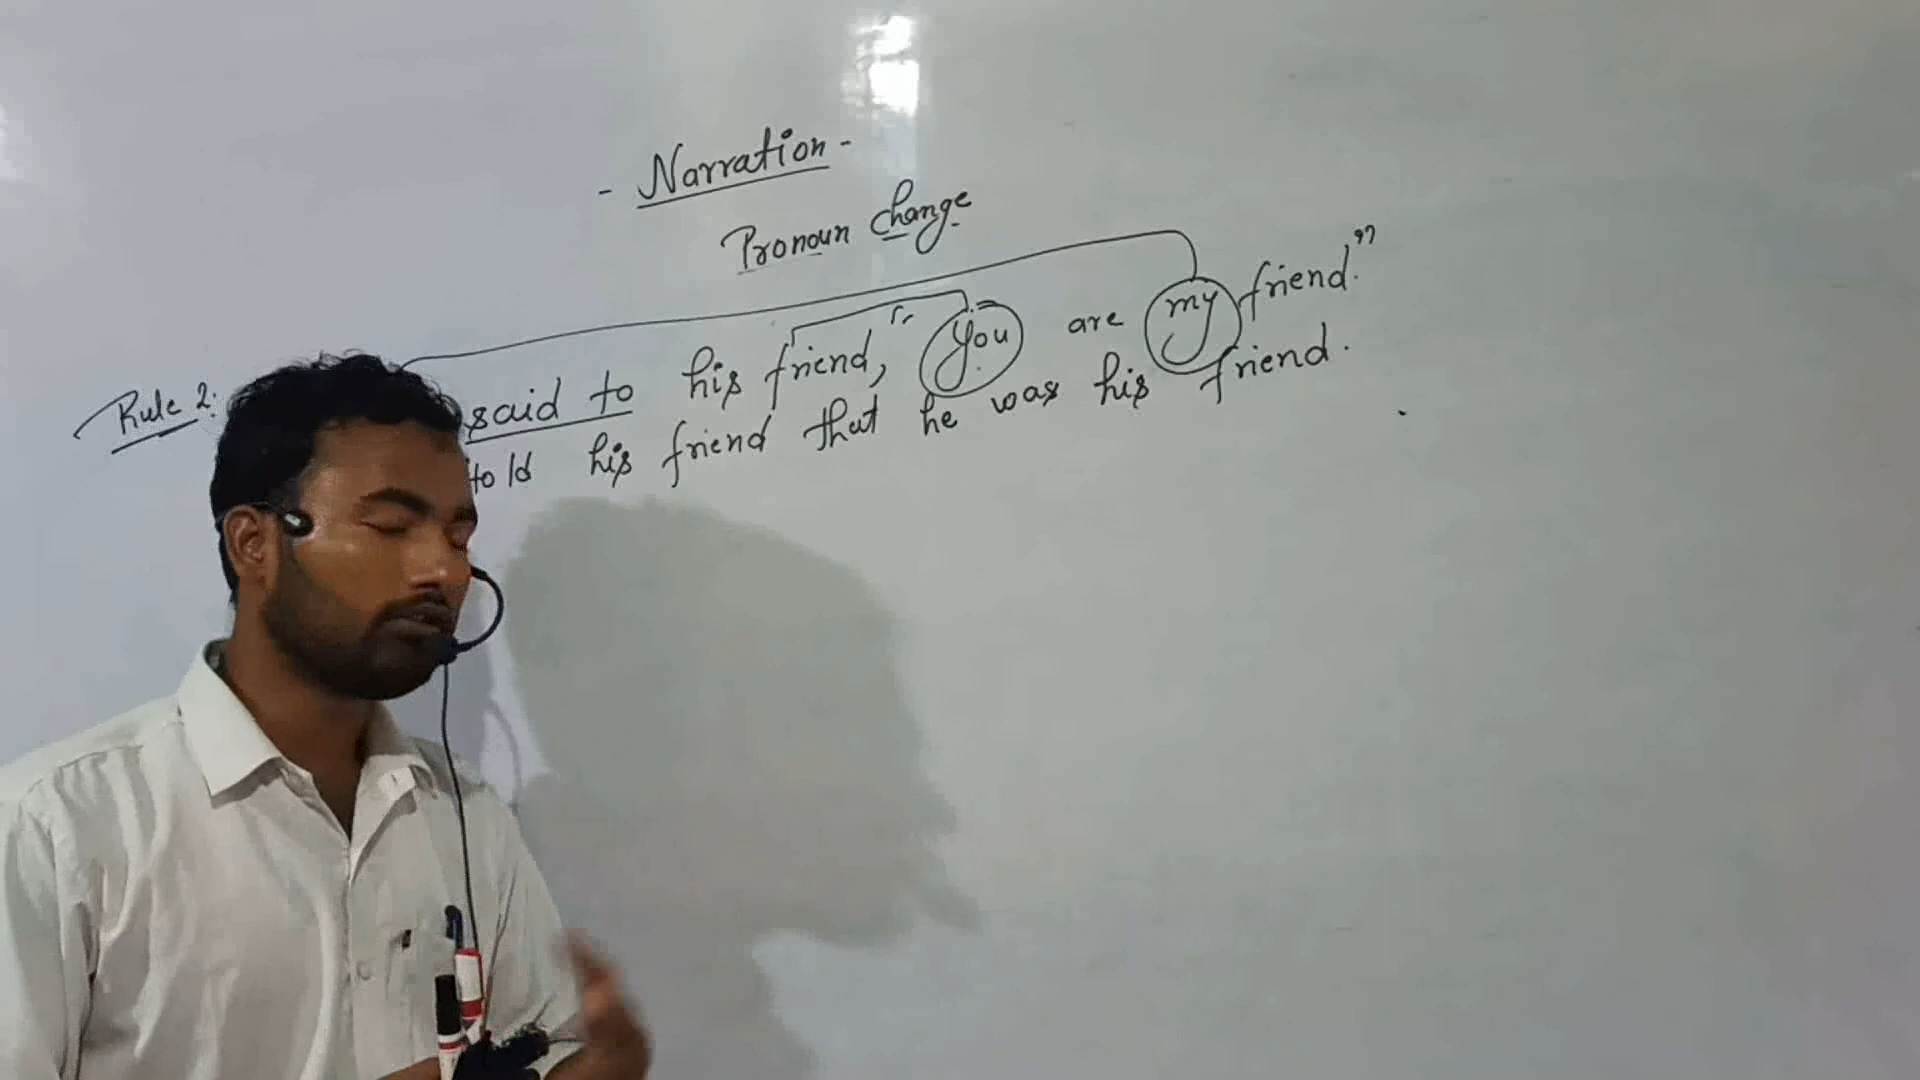 - Narration -
Pronoun Change
Rule 2: said to his friend, "You are my friend."
told his friend that he was his friend.